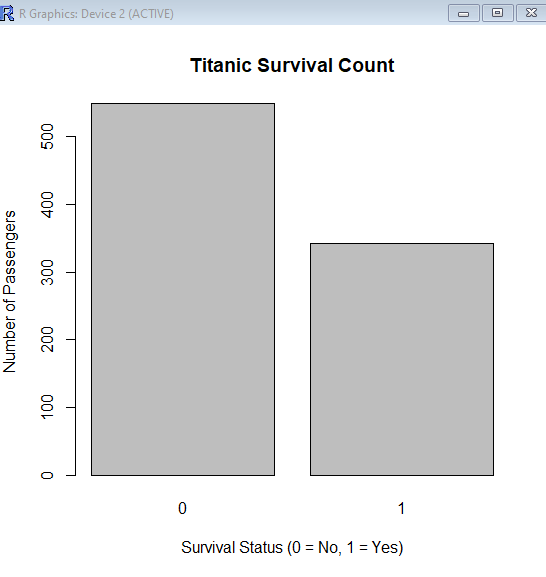 R Graphics: Device 2 (ACTIVE)
Titanic Survival Count
Number of Passengers
500
400
300
200
100
0
0 1
Survival Status (0 = No, 1 = Yes)